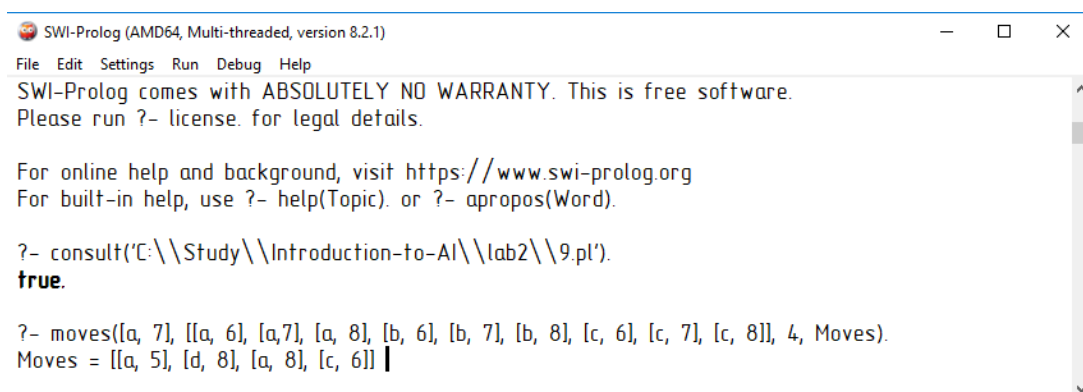 SWI-Prolog (AMD64, Multi-threaded, version 8.2.1)
File Edit Settings Run Debug Help
SWI-Prolog comes with ABSOLUTELY NO WARRANTY. This is free software.
Please run ?- license. for legal details.
For online help and background, visit https://www.swi-prolog.org
For built-in help, use ?- help(Topic). or ?- apropos(Word).
?- consult('C:\\Study\\Introduction-to-AI\\lab2\\9.pl').
true.
?- moves([a, 7], [[a, 6], [a,7], [a, 8], [b, 6], [b, 7], [b, 8], [c, 6], [c, 7], [c, 8]], 4, Moves).
Moves = [[a, 5], [d, 8], [a, 8], [c, 6]]